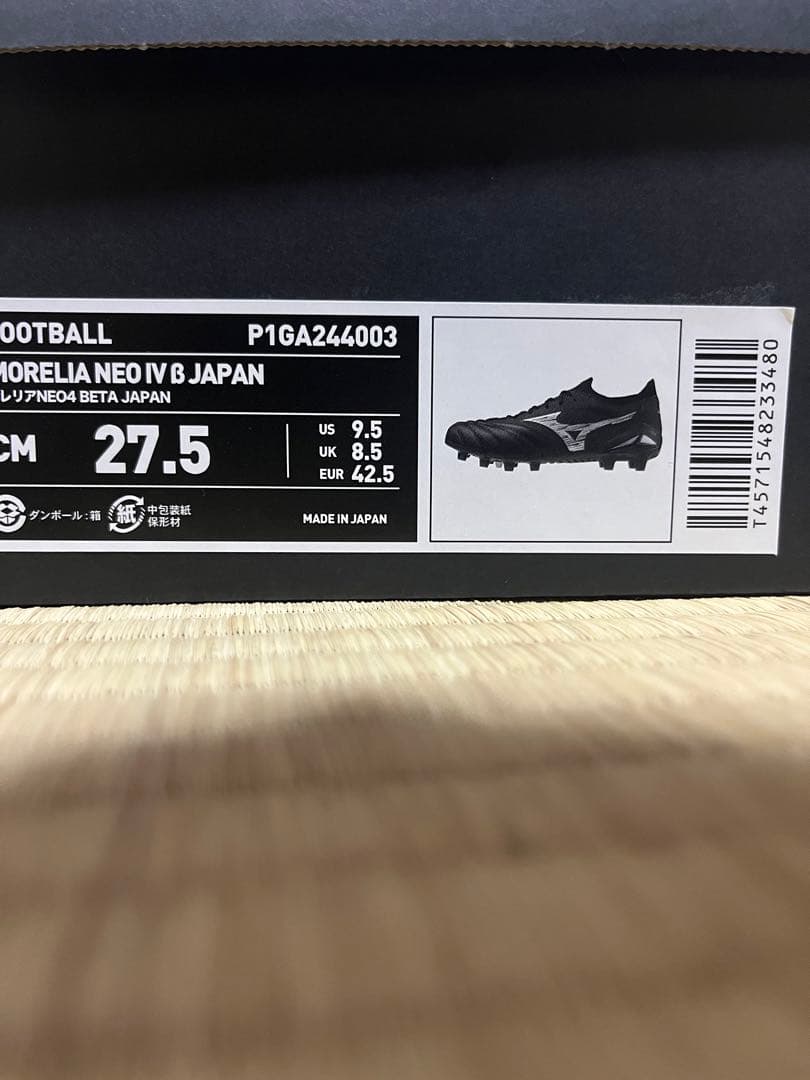 OOTBALL P1GA244003
MORELIA NEO IV β JAPAN
レリアNEO4 BETA JAPAN
CM 27.5
US 9.5
UK 8.5
EUR 42.5
ダンボール:箱
紙 中包装紙
保形材
MADE IN JAPAN
T4571548233480